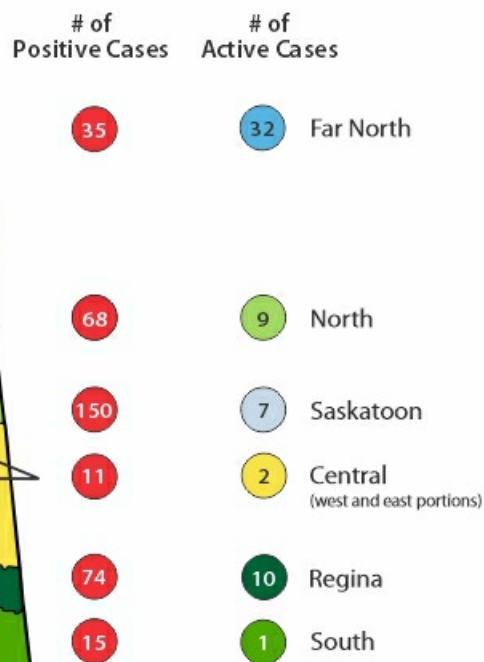 # of # of
Positive Cases Active Cases
35 32 Far North
68 9 North
150 7 Saskatoon
11 2 Central
(west and east portions)
74 10 Regina
15 1 South